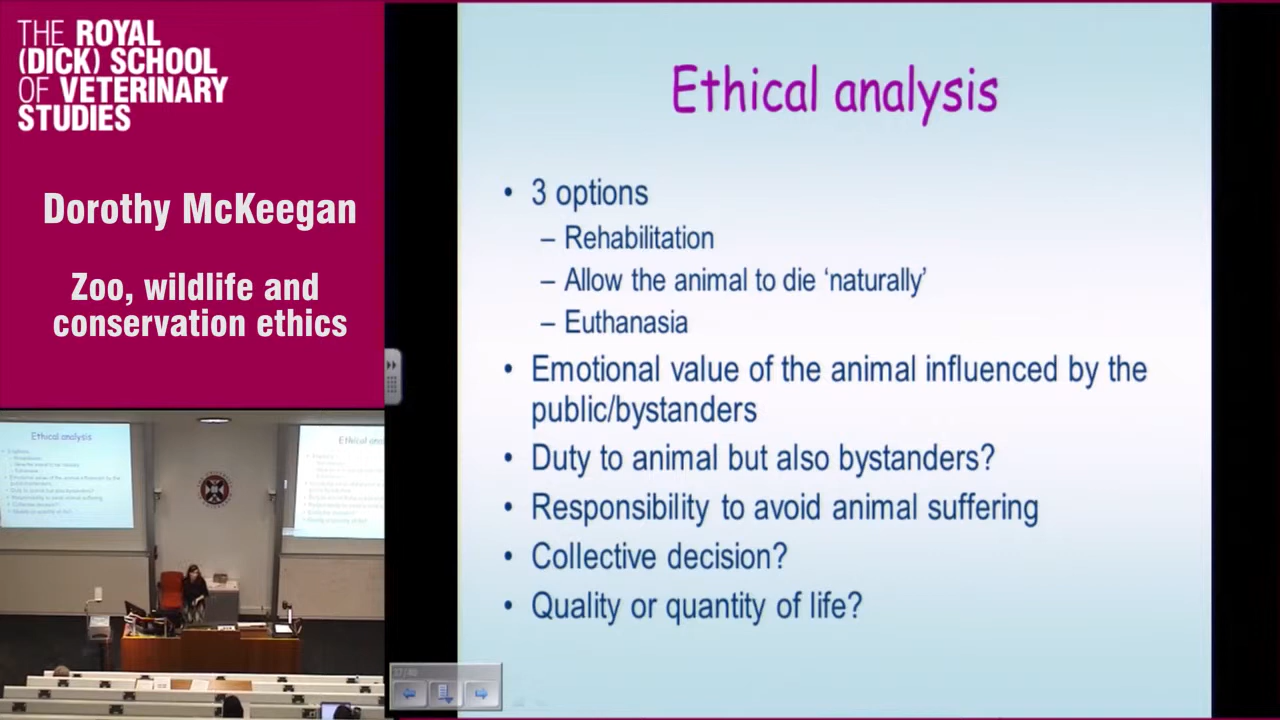 THE ROYAL
(DICK) SCHOOL
OF VETERINARY
STUDIES
Dorothy McKeegan
Zoo, wildlife and
conservation ethics
Ethical analysis
• 3 options
– Rehabilitation
– Allow the animal to die ‘naturally’
– Euthanasia
• Emotional value of the animal influenced by the
public/bystanders
• Duty to animal but also bystanders?
• Responsibility to avoid animal suffering
• Collective decision?
• Quality or quantity of life?
Ethical analysis